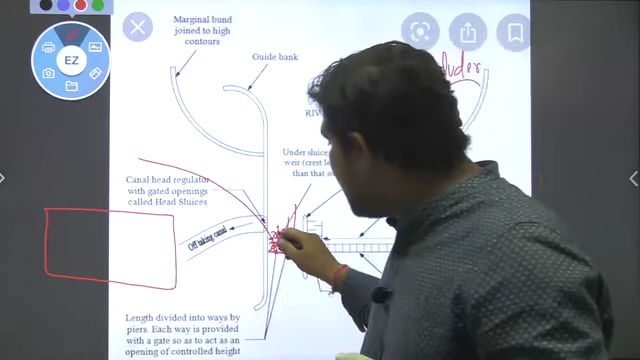 Marginal bund
joined to high
contours
Guide bank
EZ
Under sluice
weir (crest le
than that o
Canal head regulator
with gated openings
called Head Sluices
Off taking canal
Length divided into ways by
piers. Each way is provided
with a gate so as to act as an
opening of controlled height